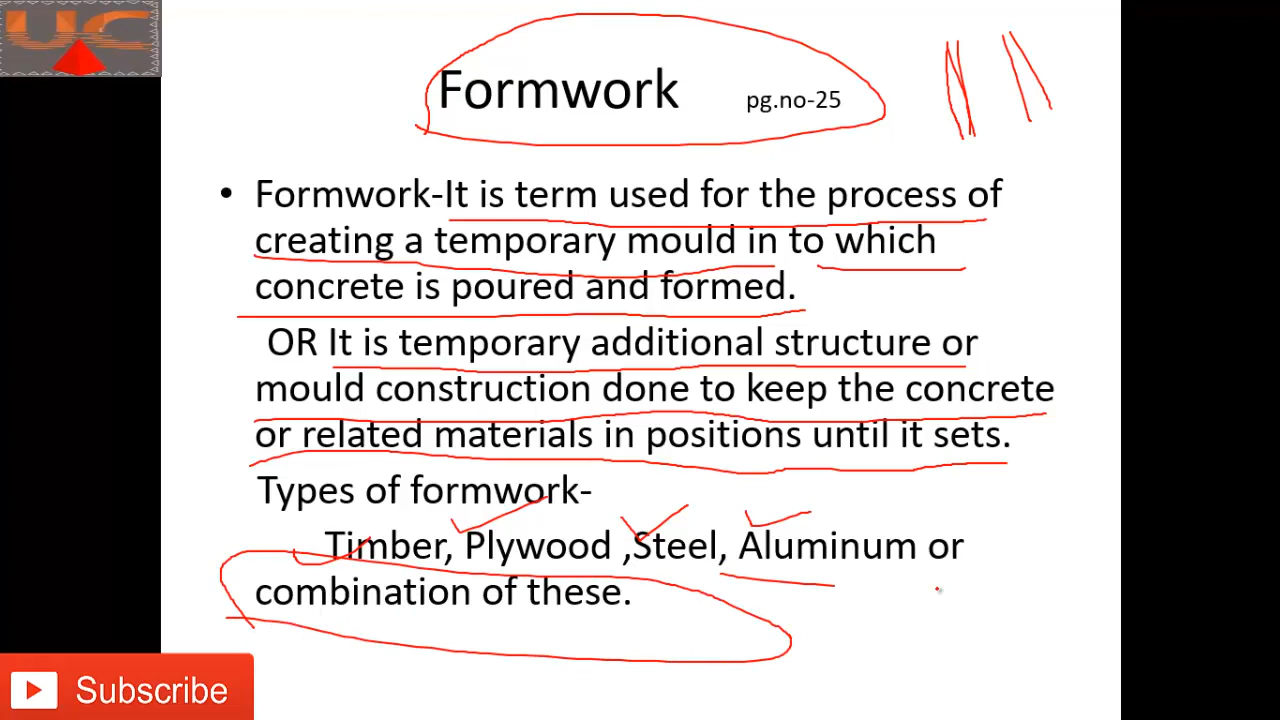 UC
Formwork pg.no-25
• Formwork-It is term used for the process of
creating a temporary mould in to which
concrete is poured and formed.
OR It is temporary additional structure or
mould construction done to keep the concrete
or related materials in positions until it sets.
Types of formwork-
Timber, Plywood ,Steel, Aluminum or
combination of these.
Subscribe